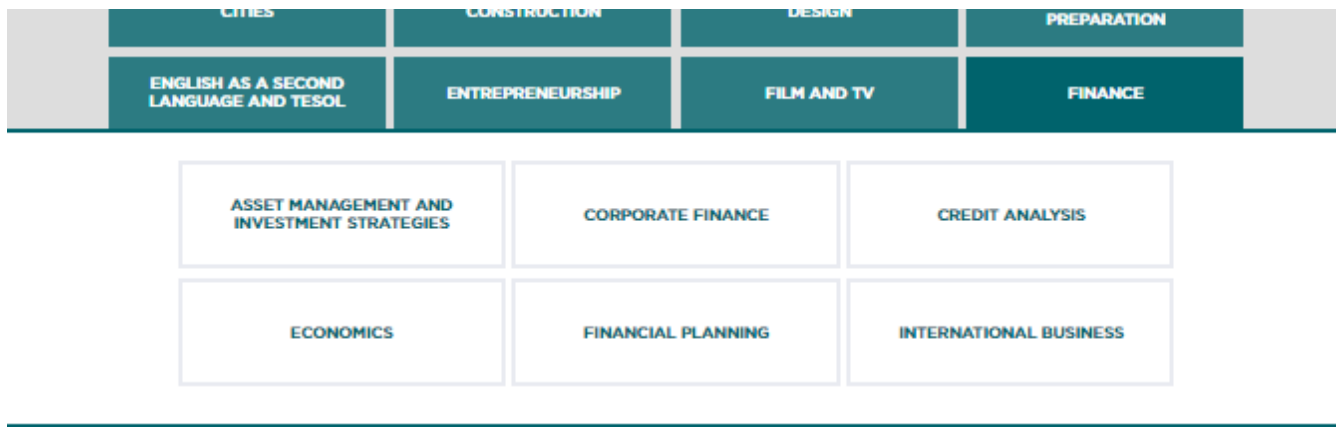 CITIES
CONSTRUCTION
DESIGN
PREPARATION
ENGLISH AS A SECOND
LANGUAGE AND TESOL
ENTREPRENEURSHIP
FILM AND TV
FINANCE
ASSET MANAGEMENT AND
INVESTMENT STRATEGIES
CORPORATE FINANCE
CREDIT ANALYSIS
ECONOMICS
FINANCIAL PLANNING
INTERNATIONAL BUSINESS